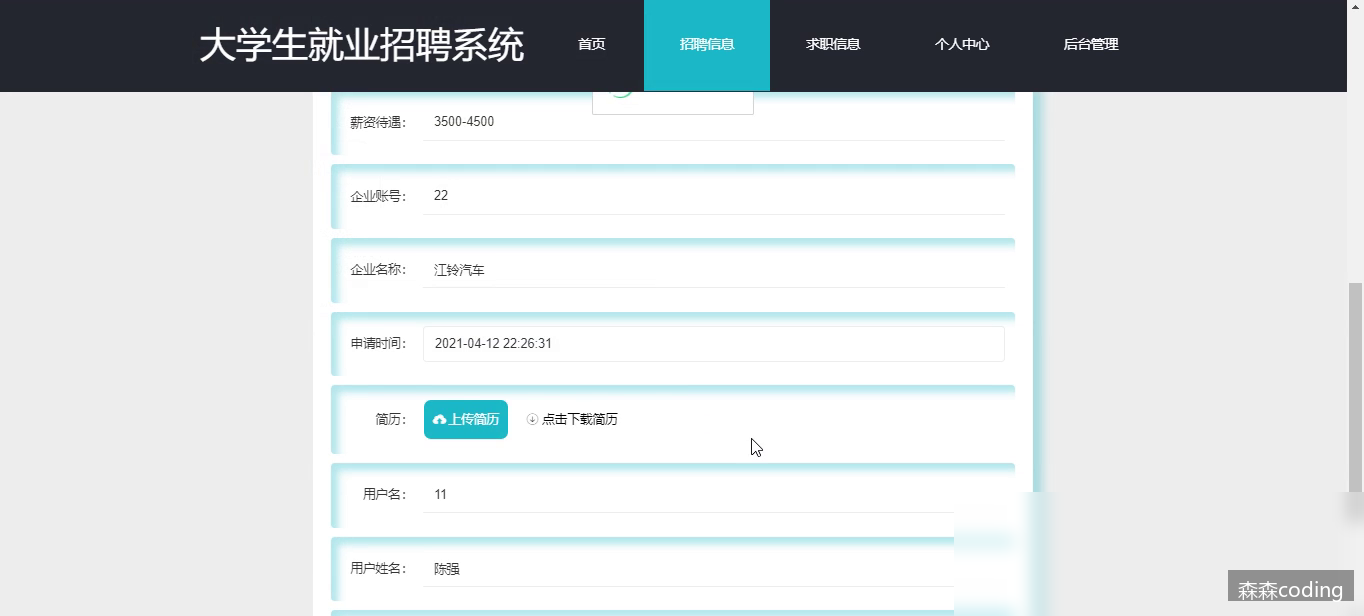 大学生就业招聘系统 首页 招聘信息 求职信息 个人中心 后台管理
薪资待遇： 3500-4500
企业账号： 22
企业名称： 江铃汽车
申请时间： 2021-04-12 22:26:31
简历： 上传简历 点击下载简历
用户名： 11
用户姓名： 陈强
森森coding